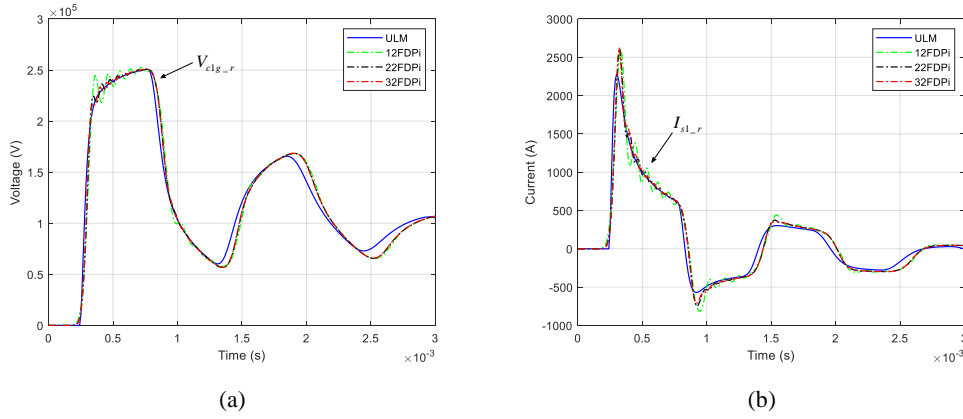 3 ×10⁵
2.5
2
1.5
1
0.5
0
Voltage (V)
0 0.5 1 1.5 2 2.5 3
Time (s)
×10⁻³
V_c1g_r
ULM
12FDPi
22FDPi
32FDPi
(a)
3000
2500
2000
1500
1000
500
0
-500
-1000
Current (A)
0 0.5 1 1.5 2 2.5 3
Time (s)
×10⁻³
I_s1_r
ULM
12FDPi
22FDPi
32FDPi
(b)